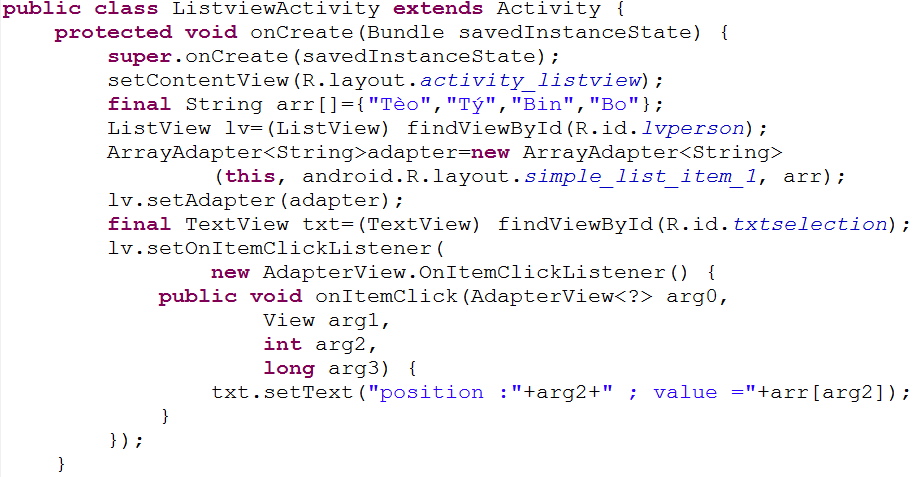 public class ListviewActivity extends Activity {
    protected void onCreate(Bundle savedInstanceState) {
        super.onCreate(savedInstanceState);
        setContentView(R.layout.activity_listview);
        final String arr[]={"Tèo","Tý","Bin","Bo"};
        ListView lv=(ListView) findViewById(R.id.lvperson);
        ArrayAdapter<String>adapter=new ArrayAdapter<String>
                (this, android.R.layout.simple_list_item_1, arr);
        lv.setAdapter(adapter);
        final TextView txt=(TextView) findViewById(R.id.txtselection);
        lv.setOnItemClickListener(
                new AdapterView.OnItemClickListener() {
            public void onItemClick(AdapterView<?> arg0,
                    View arg1,
                    int arg2,
                    long arg3) {
                txt.setText("position :"+arg2+" ; value ="+arr[arg2]);
            }
        });
    }